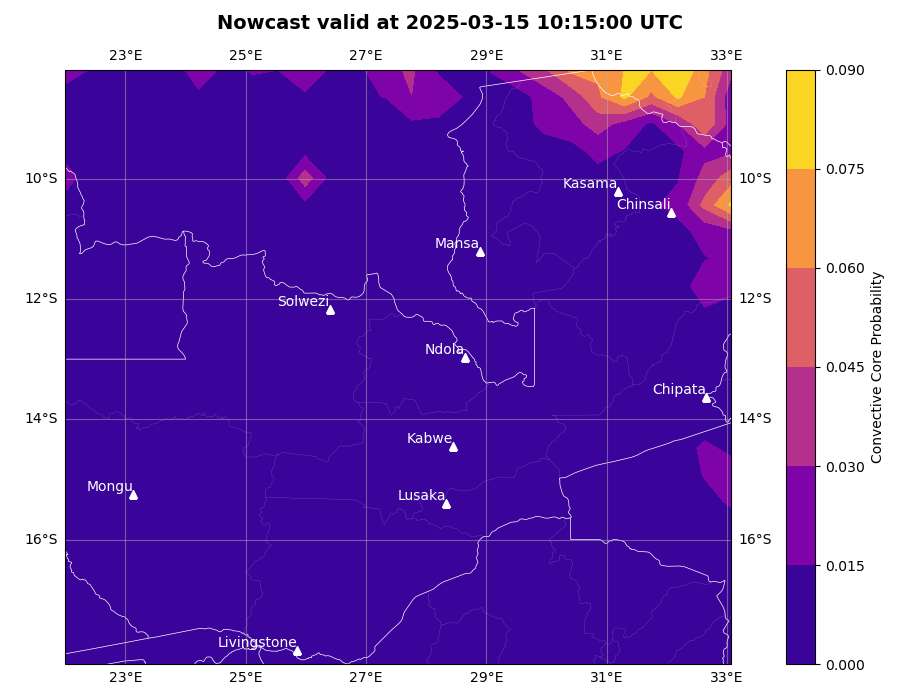 Nowcast valid at 2025-03-15 10:15:00 UTC
23°E 25°E 27°E 29°E 31°E 33°E
0.090
0.075
10°S 10°S
Kasama
Chinsali
Mansa
0.060
12°S 12°S
Solwezi
0.045
Ndola
Chipata
14°S 14°S
Kabwe
0.030
Mongu
Lusaka
16°S 16°S
0.015
Livingstone
0.000
23°E 25°E 27°E 29°E 31°E 33°E
Convective Core Probability